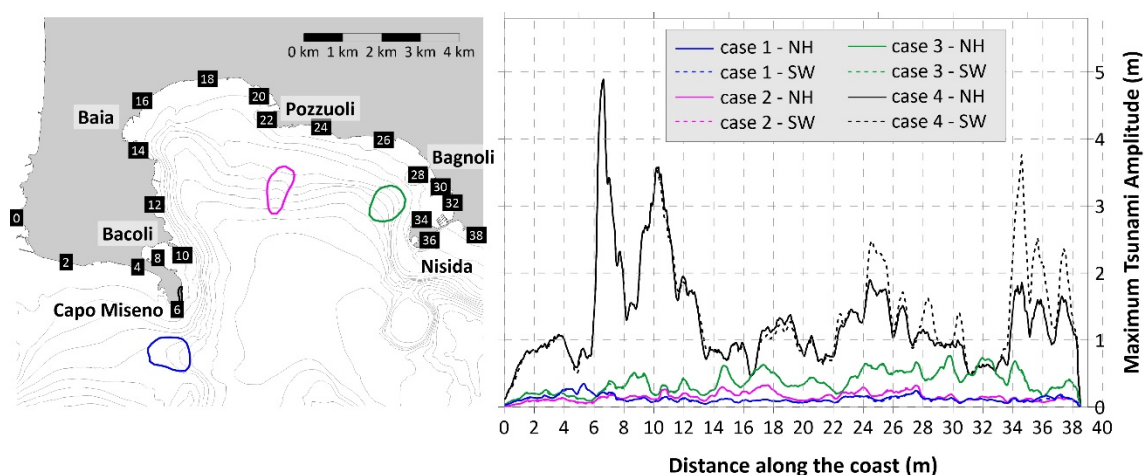 0 km 1 km 2 km 3 km 4 km
18
16
20
Pozzuoli
Baia
22
24
26
14
Bagnoli
28
30
12
32
0
34
Bacoli
36
38
8
10
2
4
Nisida
Capo Miseno
6
case 1 - NH
case 1 - SW
case 2 - NH
case 2 - SW
case 3 - NH
case 3 - SW
case 4 - NH
case 4 - SW
5
4
3
2
1
0
Maximum Tsunami Amplitude (m)
0 2 4 6 8 10 12 14 16 18 20 22 24 26 28 30 32 34 36 38 40
Distance along the coast (m)